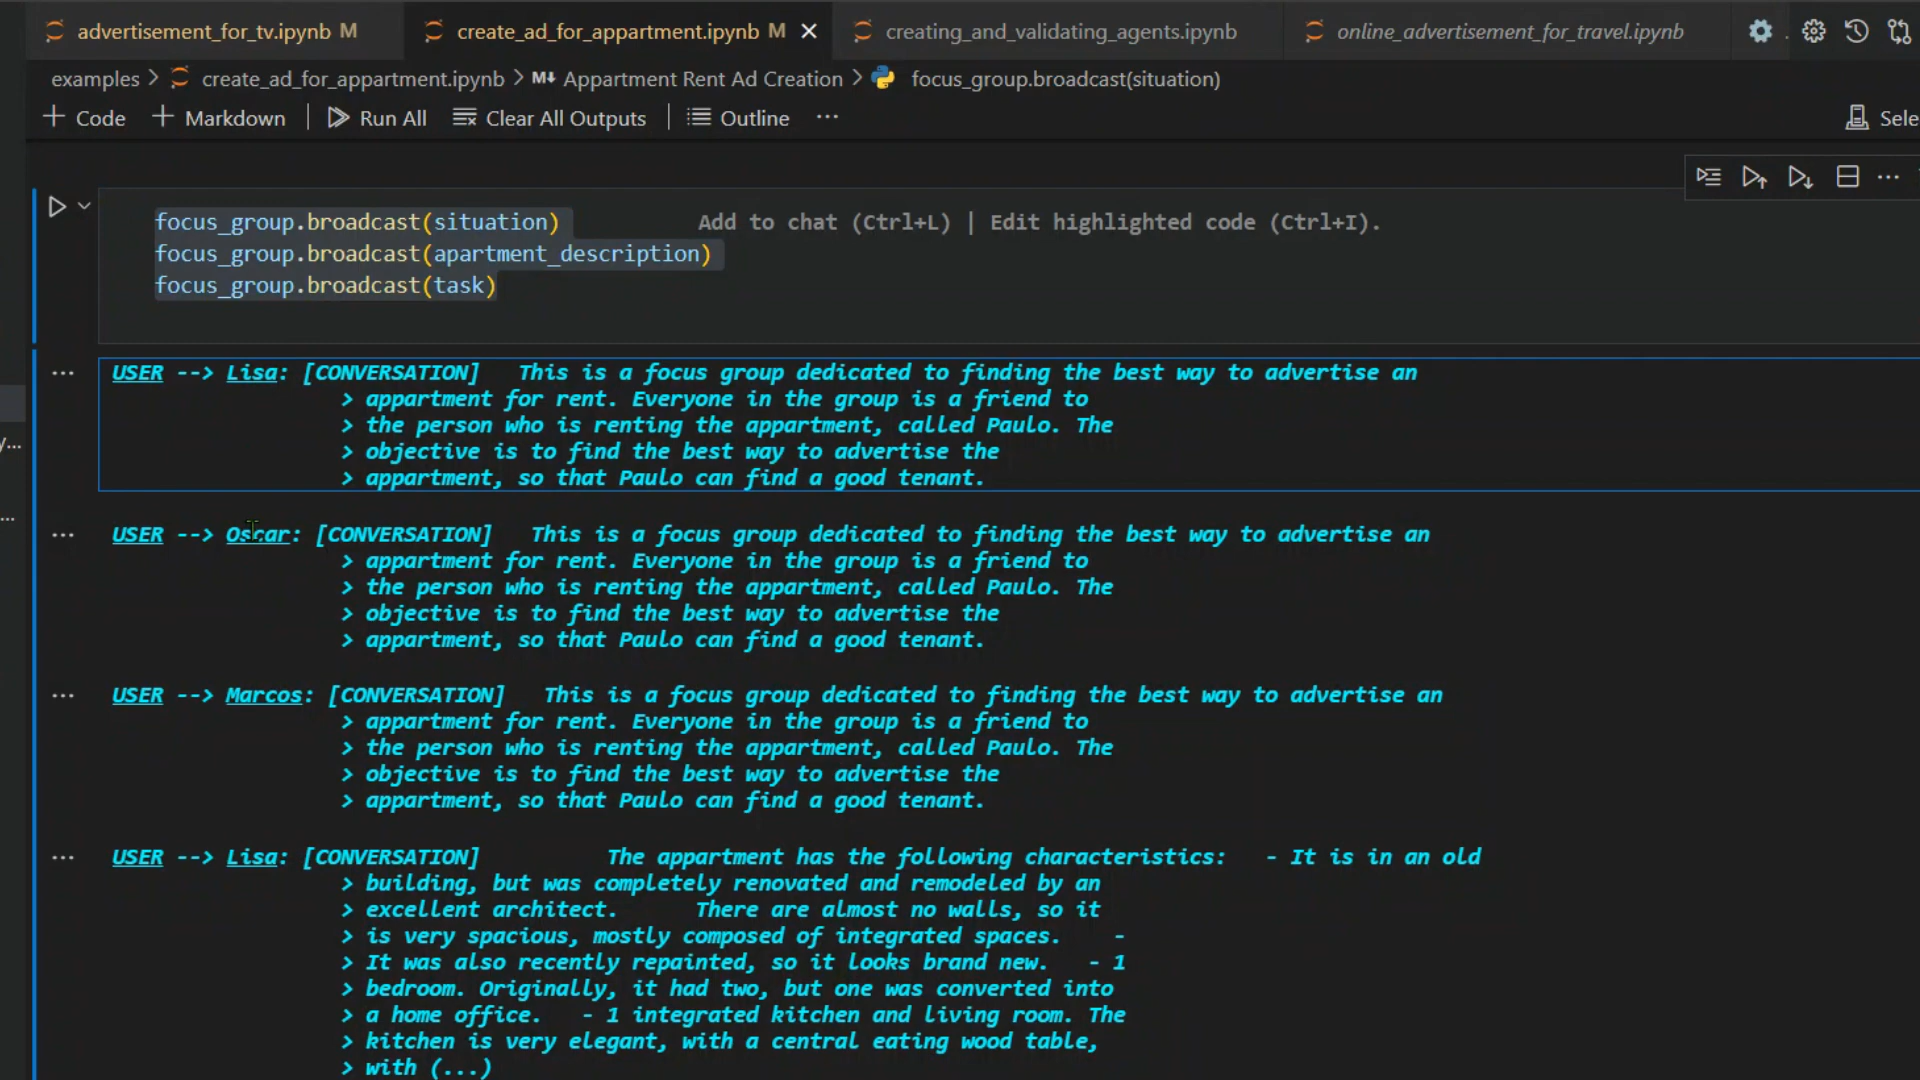 advertisement_for_tv.ipynb M create_ad_for_appartment.ipynb M creating_and_validating_agents.ipynb online_advertisement_for_travel.ipynb
examples > create_ad_for_appartment.ipynb > M↓ Appartment Rent Ad Creation > focus_group.broadcast(situation)
+ Code + Markdown Run All Clear All Outputs Outline ··· Sele
focus_group.broadcast(situation) Add to chat (Ctrl+L) | Edit highlighted code (Ctrl+I).
focus_group.broadcast(apartment_description)
focus_group.broadcast(task)
USER --> Lisa: [CONVERSATION] This is a focus group dedicated to finding the best way to advertise an
> appartment for rent. Everyone in the group is a friend to
> the person who is renting the appartment, called Paulo. The
> objective is to find the best way to advertise the
> appartment, so that Paulo can find a good tenant.
USER --> Oscar: [CONVERSATION] This is a focus group dedicated to finding the best way to advertise an
> appartment for rent. Everyone in the group is a friend to
> the person who is renting the appartment, called Paulo. The
> objective is to find the best way to advertise the
> appartment, so that Paulo can find a good tenant.
USER --> Marcos: [CONVERSATION] This is a focus group dedicated to finding the best way to advertise an
> appartment for rent. Everyone in the group is a friend to
> the person who is renting the appartment, called Paulo. The
> objective is to find the best way to advertise the
> appartment, so that Paulo can find a good tenant.
USER --> Lisa: [CONVERSATION] The appartment has the following characteristics: - It is in an old
> building, but was completely renovated and remodeled by an
> excellent architect. There are almost no walls, so it
> is very spacious, mostly composed of integrated spaces. -
> It was also recently repainted, so it looks brand new. - 1
> bedroom. Originally, it had two, but one was converted into
> a home office. - 1 integrated kitchen and living room. The
> kitchen is very elegant, with a central eating wood table,
> with (...)